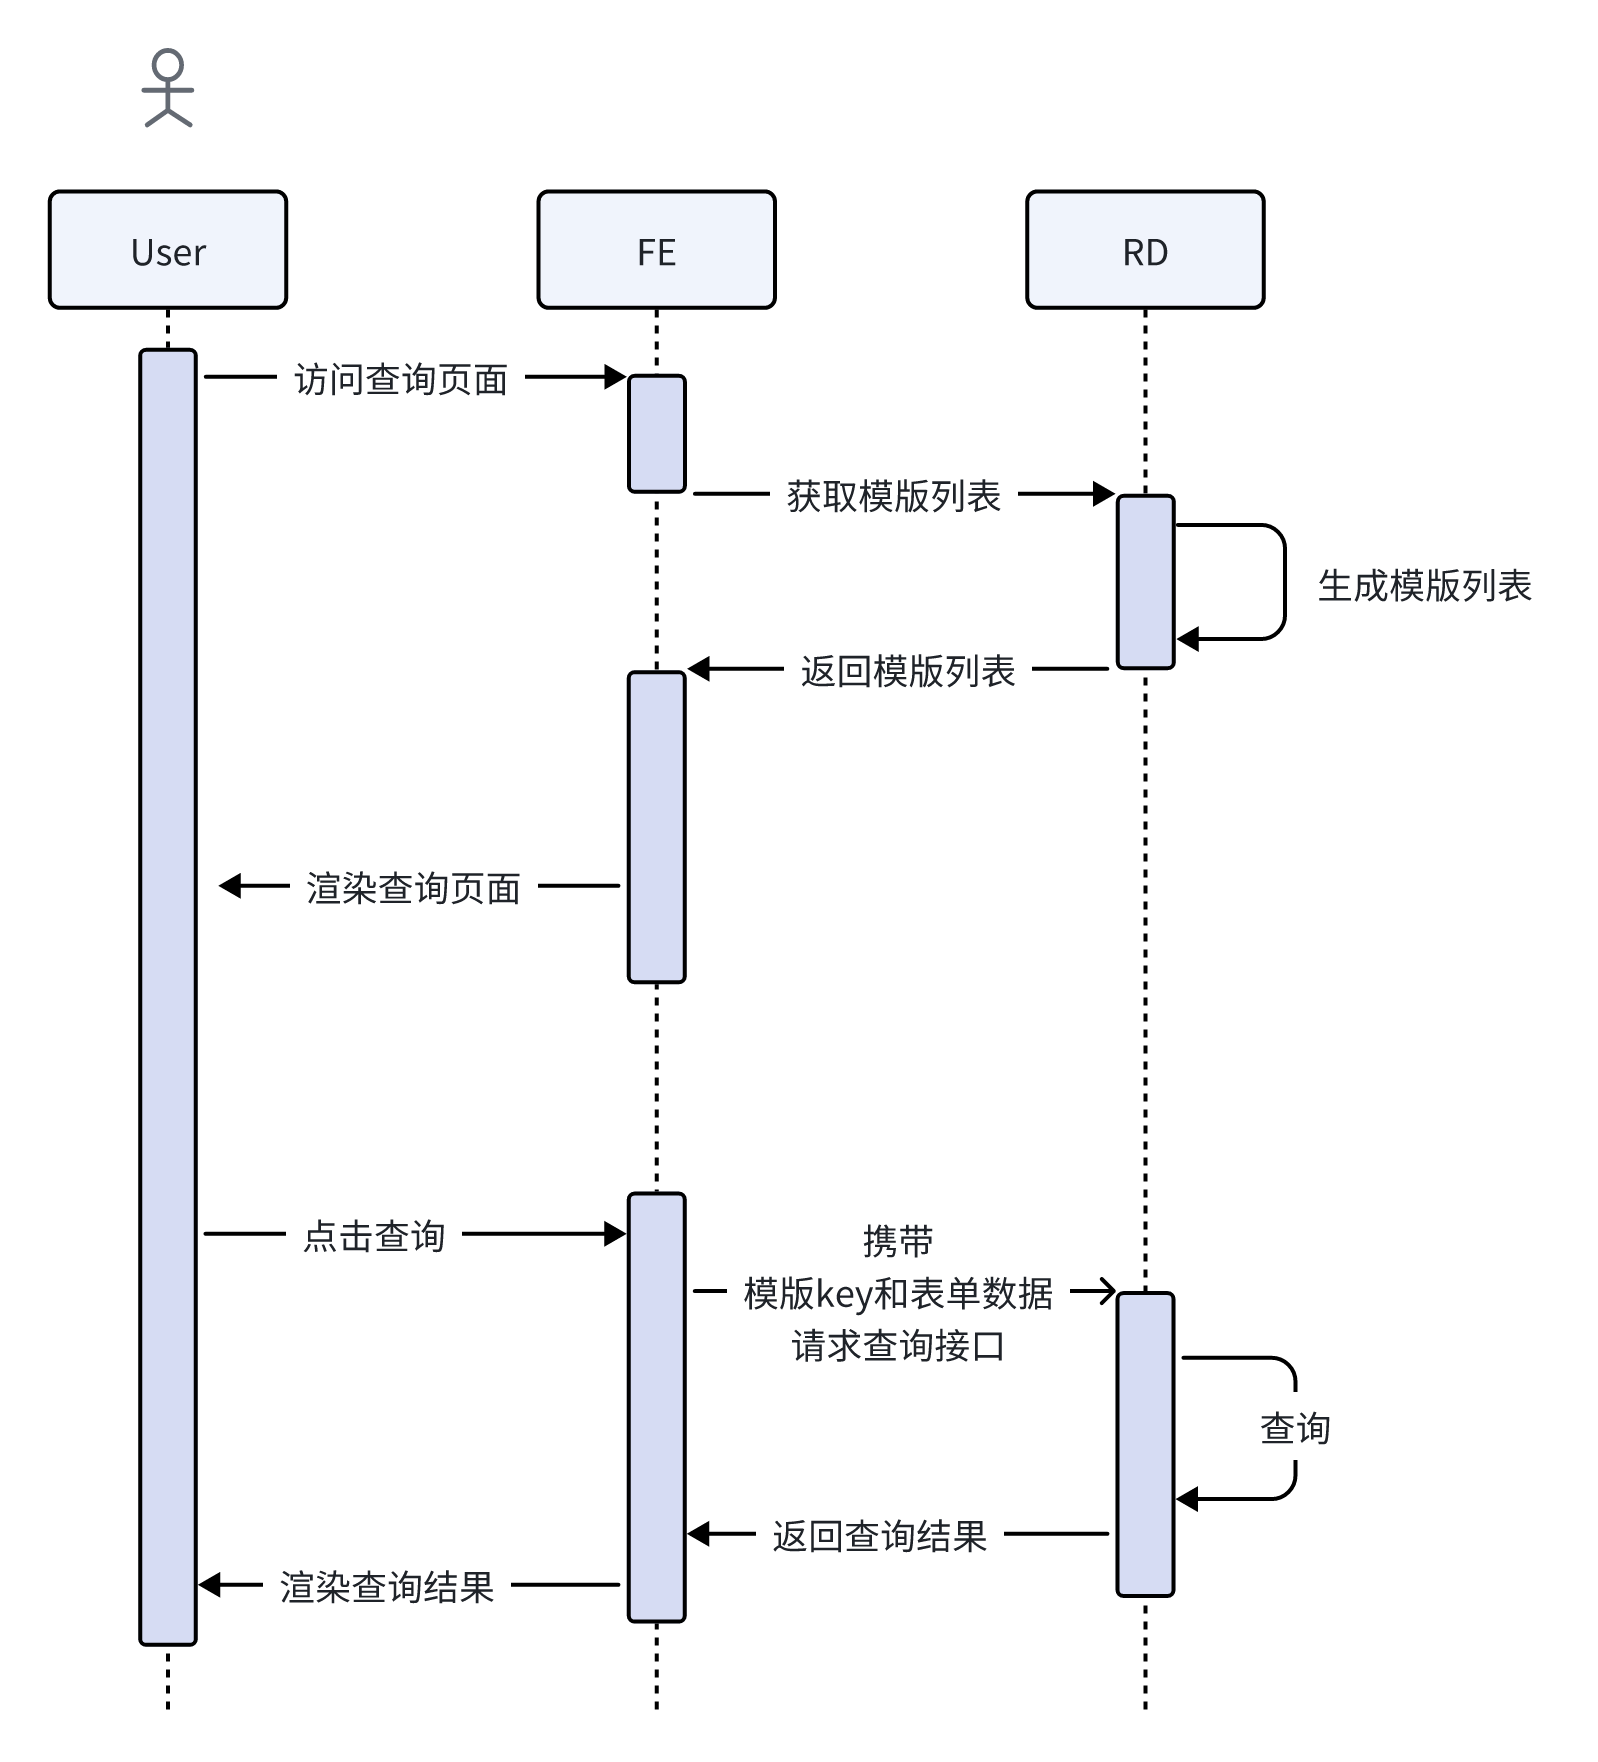 User
FE
RD
访问查询页面
获取模版列表
生成模版列表
返回模版列表
渲染查询页面
点击查询
携带
模版key和表单数据
请求查询接口
查询
返回查询结果
渲染查询结果